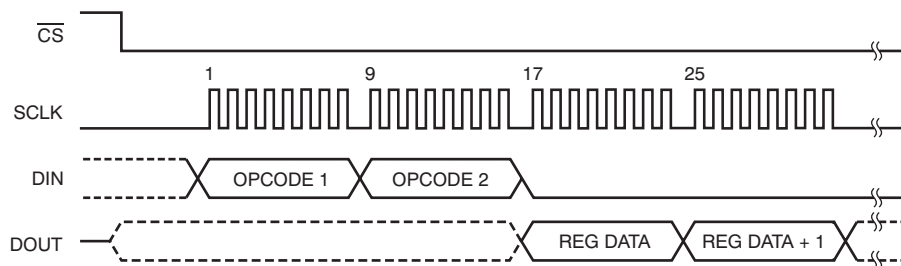 CS
1 9 17 25
SCLK
DIN OPCODE 1 OPCODE 2
DOUT REG DATA REG DATA + 1